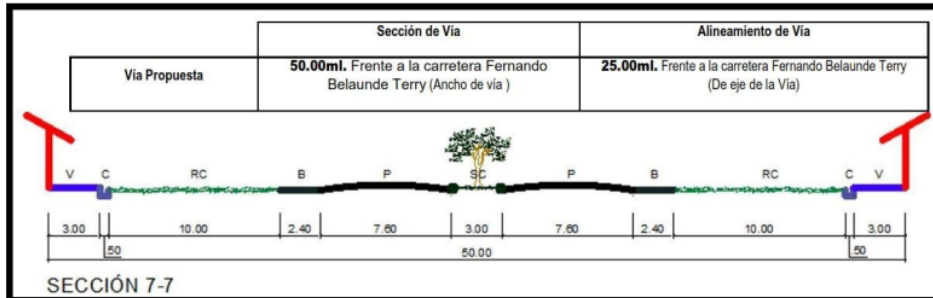 Sección de Vía
Alineamiento de Vía
Vía Propuesta
50.00ml. Frente a la carretera Fernando
Belaunde Terry (Ancho de vía )
25.00ml. Frente a la carretera Fernando Belaunde Terry
(De eje de la Vía)
V C RC B P SC P B RC C V
3.00 10.00 2.40 7.60 3.00 7.60 2.40 10.00 3.00
.50 50.00 .50
SECCIÓN 7-7